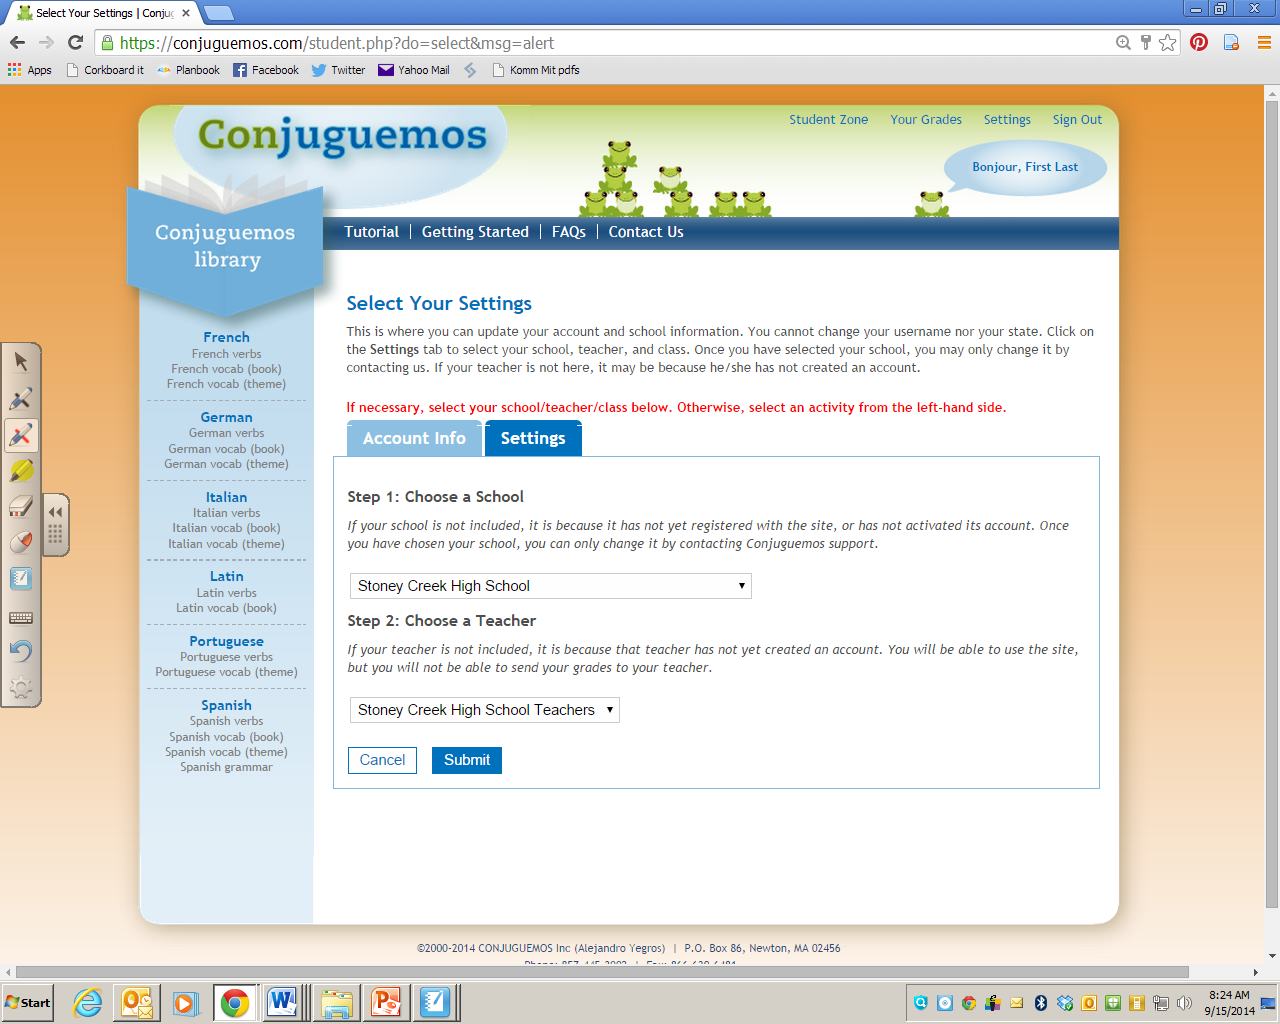 Select Your Settings | Conju
https://conjuguemos.com/student.php?do=select&msg=alert
Apps Corkboard it Planbook Facebook Twitter Yahoo Mail Komm Mit pdfs
Conjuguemos
Student Zone Your Grades Settings Sign Out
Bonjour, First Last
Conjuguemos
library
Tutorial | Getting Started | FAQs | Contact Us
French
French verbs
French vocab (book)
French vocab (theme)
German
German verbs
German vocab (book)
German vocab (theme)
Italian
Italian verbs
Italian vocab (book)
Italian vocab (theme)
Latin
Latin verbs
Latin vocab (book)
Portuguese
Portuguese verbs
Portuguese vocab (theme)
Spanish
Spanish verbs
Spanish vocab (book)
Spanish vocab (theme)
Spanish grammar
Select Your Settings
This is where you can update your account and school information. You cannot change your username nor your state. Click on
the Settings tab to select your school, teacher, and class. Once you have selected your school, you may only change it by
contacting us. If your teacher is not here, it may be because he/she has not created an account.
If necessary, select your school/teacher/class below. Otherwise, select an activity from the left-hand side.
Account Info Settings
Step 1: Choose a School
If your school is not included, it is because it has not yet registered with the site, or has not activated its account. Once
you have chosen your school, you can only change it by contacting Conjuguemos support.
Stoney Creek High School
Step 2: Choose a Teacher
If your teacher is not included, it is because that teacher has not yet created an account. You will be able to use the site,
but you will not be able to send your grades to your teacher.
Stoney Creek High School Teachers
Cancel Submit
©2000-2014 CONJUGUEMOS Inc (Alejandro Yegros) | P.O. Box 86, Newton, MA 02456
Start
8:24 AM
9/15/2014